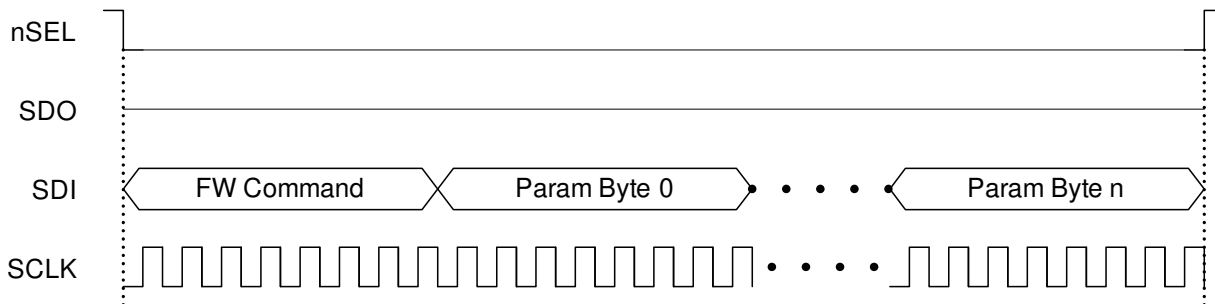 nSEL
SDO
SDI FW Command Param Byte 0 Param Byte n
SCLK